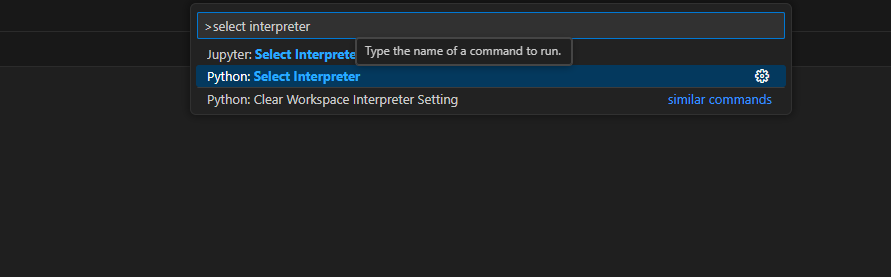 >select interpreter
Jupyter: Select Interprete
Type the name of a command to run.
Python: Select Interpreter
Python: Clear Workspace Interpreter Setting similar commands